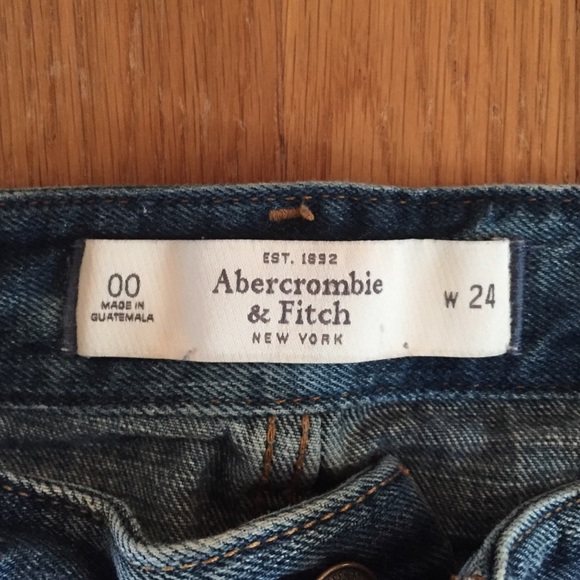 00
MADE IN
GUATEMALA
EST. 1892
Abercrombie
& Fitch
NEW YORK
W 24